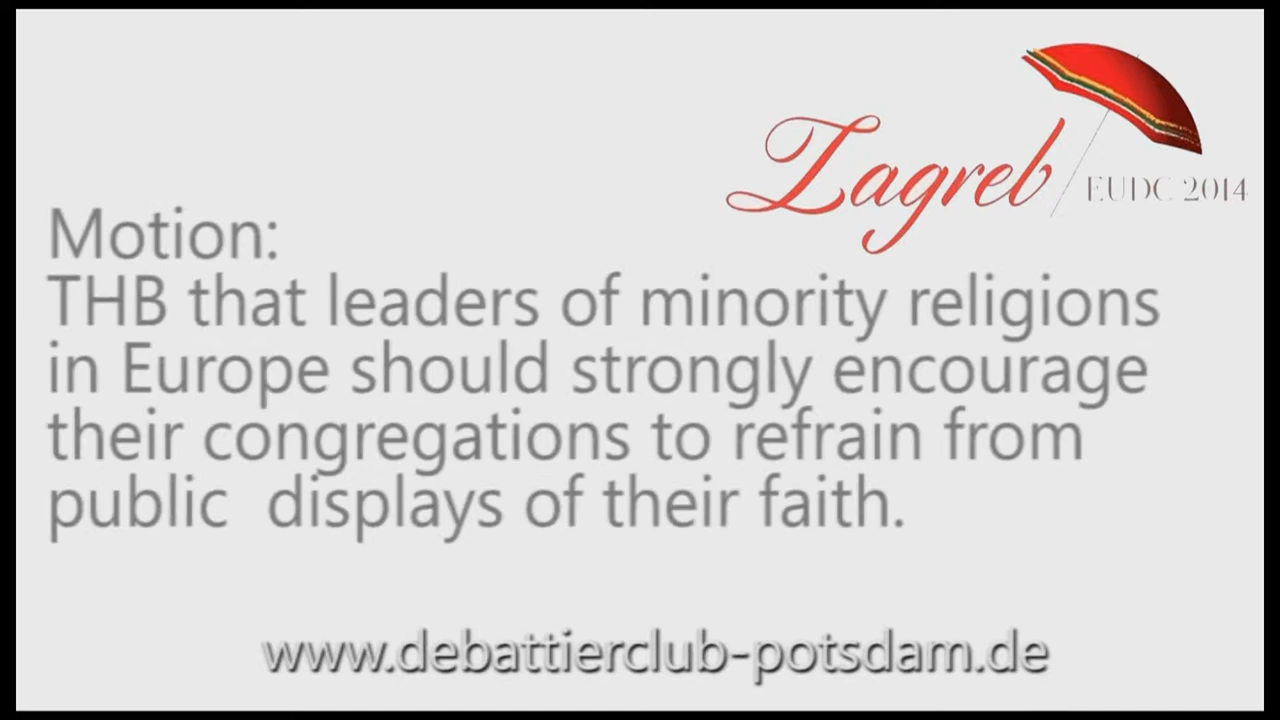 Zagreb
EUDC 2014
Motion:
THB that leaders of minority religions
in Europe should strongly encourage
their congregations to refrain from
public  displays of their faith.
www.debattierclub-potsdam.de